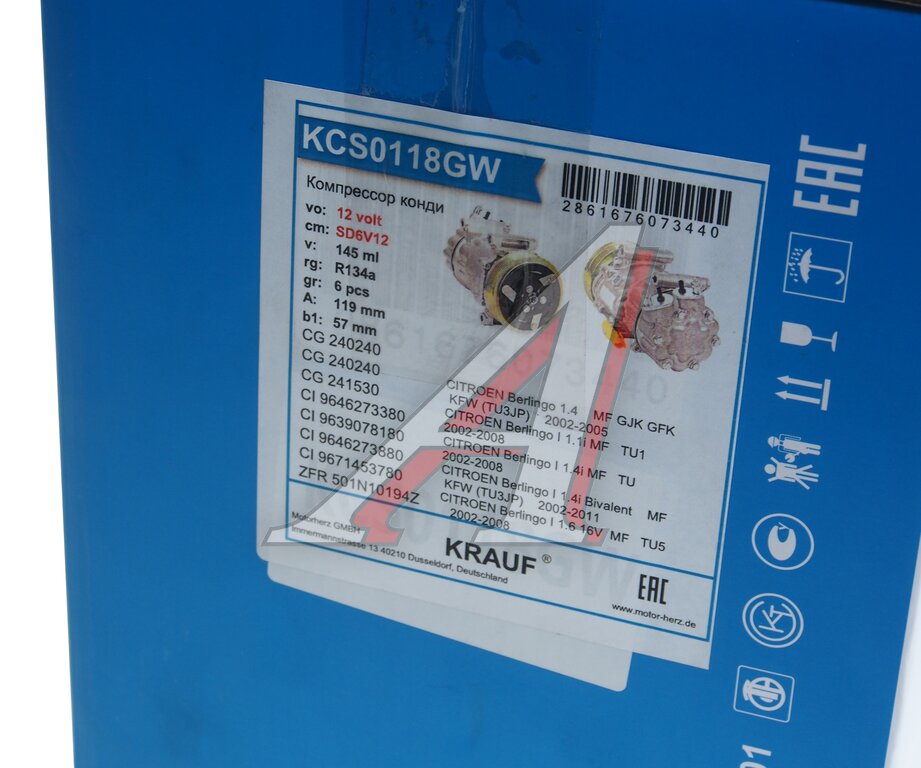 KCS0118GW
Компрессор конди
2861676073440
vo: 12 volt
cm: SD6V12
v: 145 ml
rg: R134a
gr: 6 pcs
A: 119 mm
b1: 57 mm
CG 240240
CG 240240
CG 241530
CI 9646273380
CI 9639078180
CI 9646273880
CI 9671453780
ZFR 501N10194Z
CITROEN Berlingo 1.4 MF GJK GFK
KFW (TU3JP) 2002-2005
CITROEN Berlingo I 1.1i MF TU1
2002-2008
CITROEN Berlingo I 1.4i MF TU
2002-2008
CITROEN Berlingo I 1.4i Bivalent MF
KFW (TU3JP) 2002-2011
CITROEN Berlingo I 1.6 16V MF TU5
2002-2008
Motorherz GMBH
Immermannstrasse 13 40210 Dusseldorf, Deutschland
KRAUF®
EAC
www.motor-herz.de
EAC